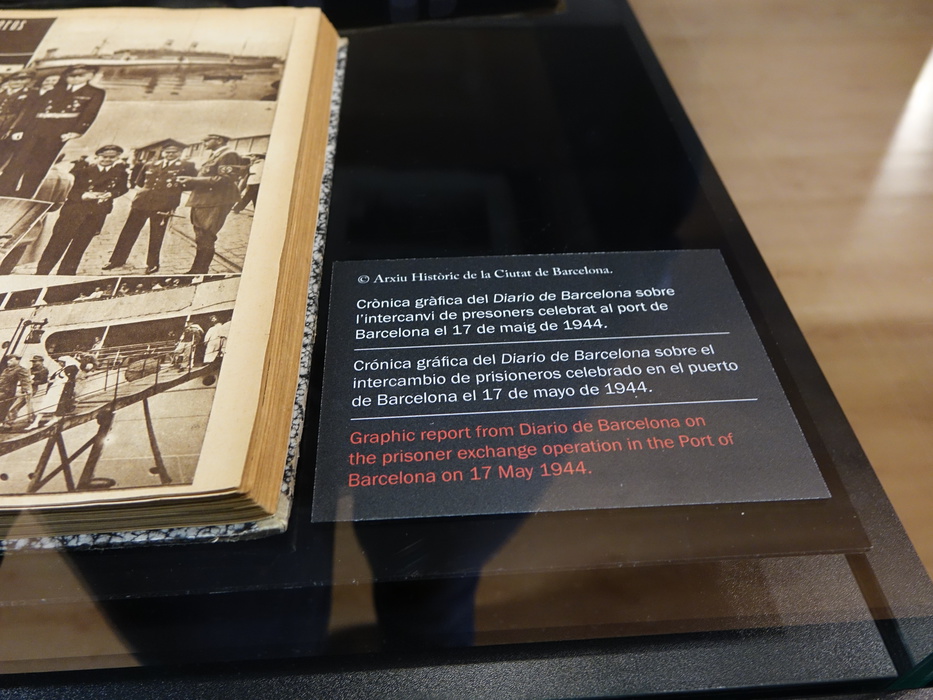 © Arxiu Històric de la Ciutat de Barcelona.
Crònica gràfica del Diario de Barcelona sobre
l'intercanvi de presoners celebrat al port de
Barcelona el 17 de maig de 1944.
Crónica gráfica del Diario de Barcelona sobre el
intercambio de prisioneros celebrado en el puerto
de Barcelona el 17 de mayo de 1944.
Graphic report from Diario de Barcelona on
the prisoner exchange operation in the Port of
Barcelona on 17 May 1944.